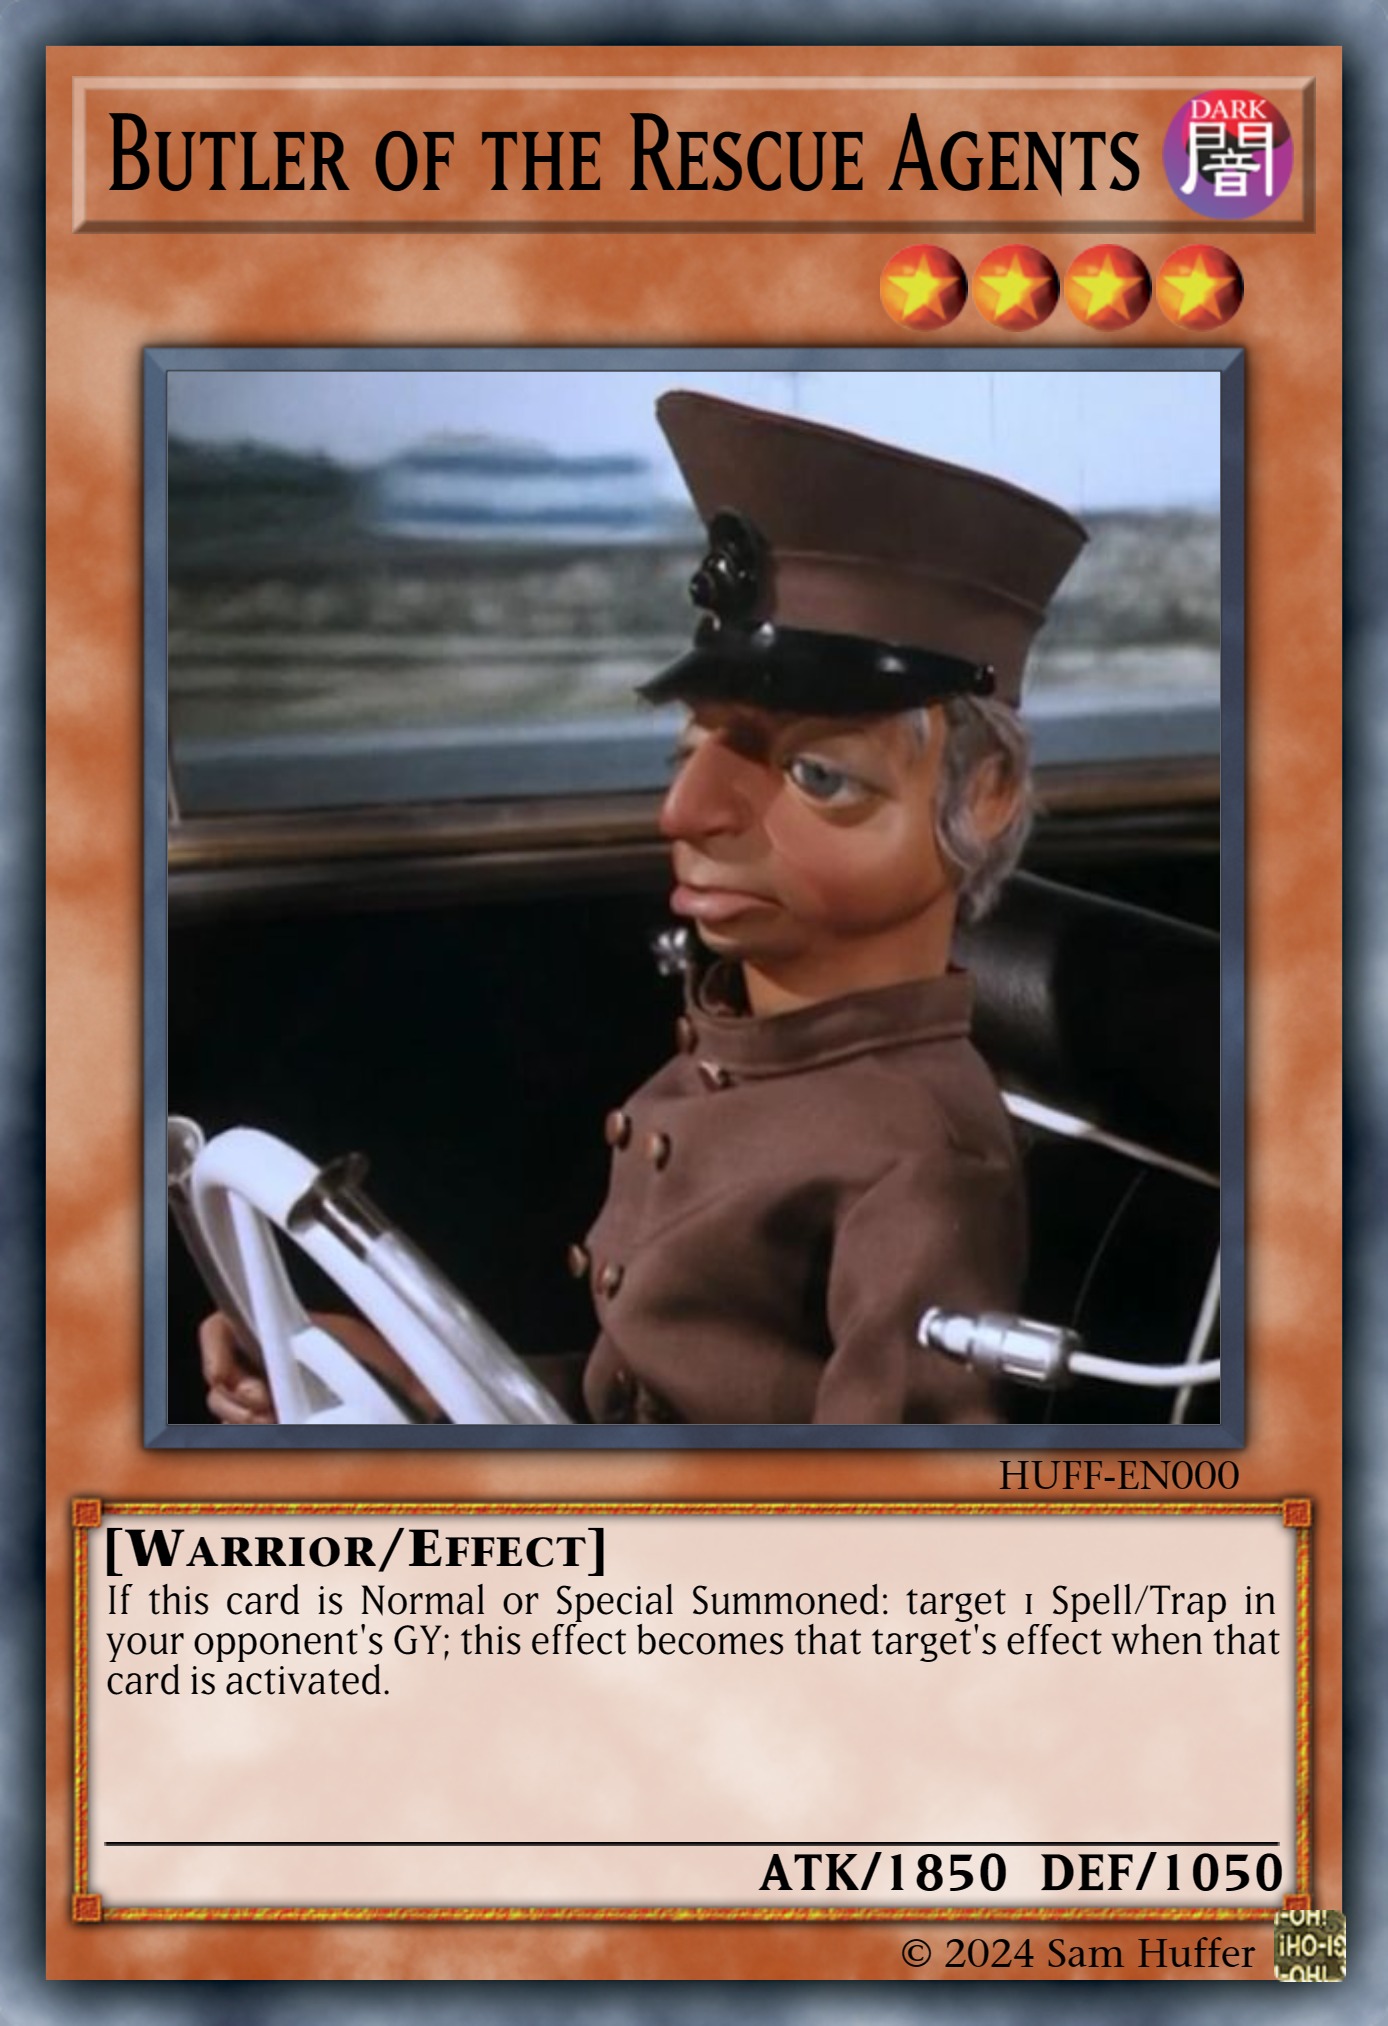 BUTLER OF THE RESCUE AGENTS
DARK
闇
HUFF-EN000
[WARRIOR/EFFECT]
If this card is Normal or Special Summoned: target 1 Spell/Trap in
your opponent's GY; this effect becomes that target's effect when that
card is activated.
ATK/1850 DEF/1050
© 2024 Sam Huffer